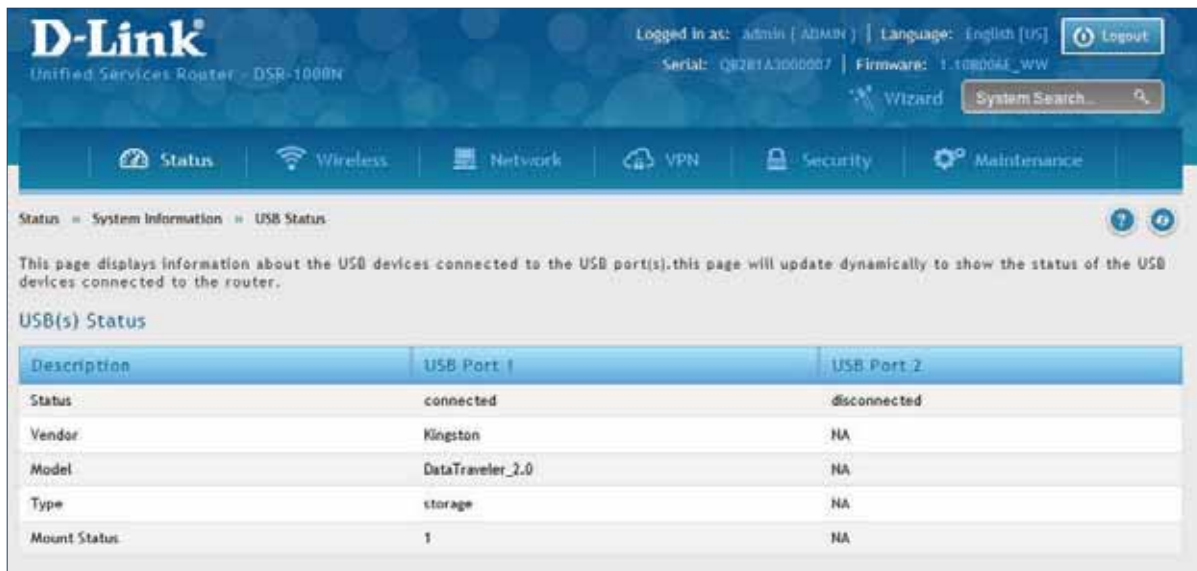 D-Link
Unified Services Router - DSR-1000N
Logged in as: admin ( ADMIN ) | Language: English [US]
Logout
Serial: QB2B1A3000007 | Firmware: 1.10B006E_WW
Wizard
System Search...
Status
Wireless
Network
VPN
Security
Maintenance
Status » System Information » USB Status
This page displays information about the USB devices connected to the USB port(s).this page will update dynamically to show the status of the USB
devices connected to the router.
USB(s) Status
Description USB Port 1 USB Port 2
Status connected disconnected
Vendor Kingston NA
Model DataTraveler_2.0 NA
Type storage NA
Mount Status 1 NA